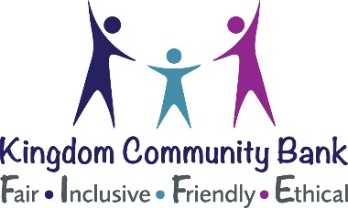 Kingdom Community Bank
Fair • Inclusive • Friendly • Ethical